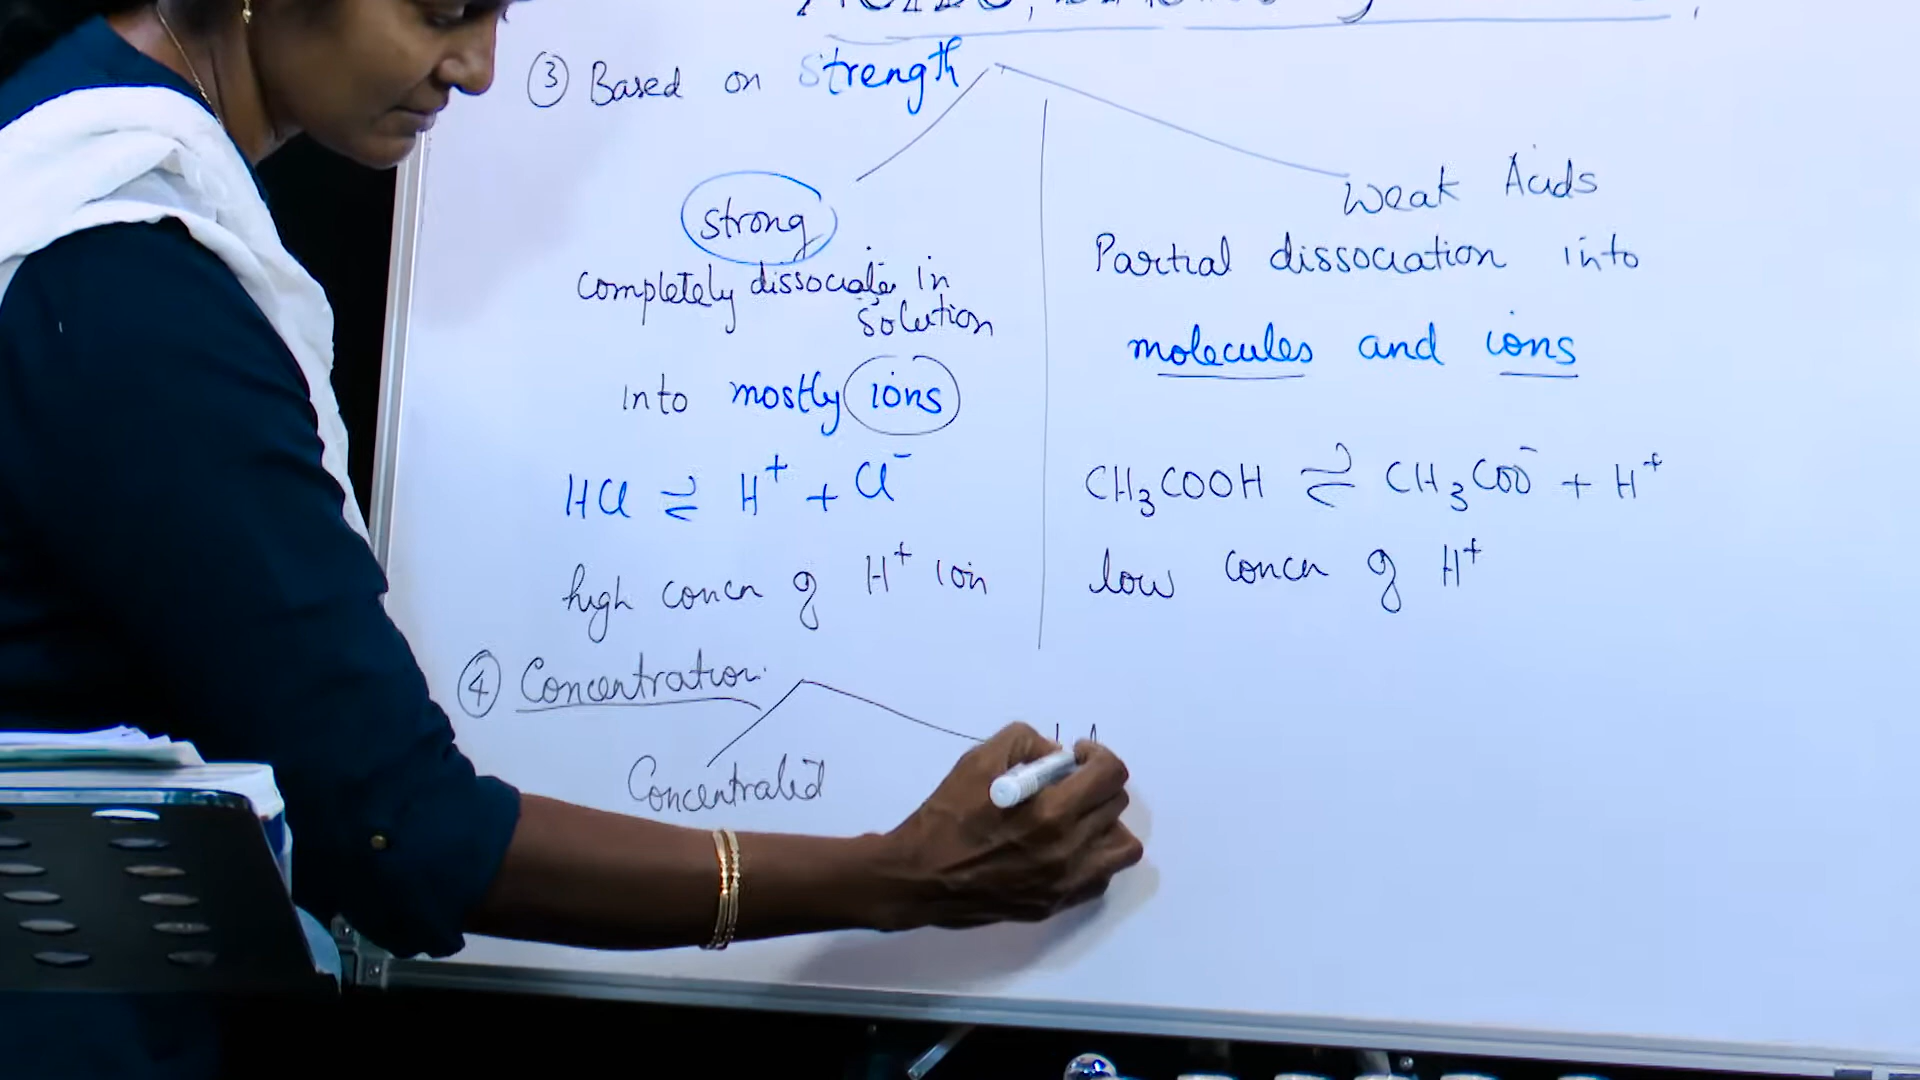 ③ Based on strength
strong
completely dissociate in
solution
into mostly ions
HCl ⇌ H⁺ + Cl⁻
high concn of H⁺ ion
Weak Acids
Partial dissociation into
molecules and ions
CH₃COOH ⇌ CH₃COO⁻ + H⁺
low concn of H⁺
④ Concentration
Concentrated